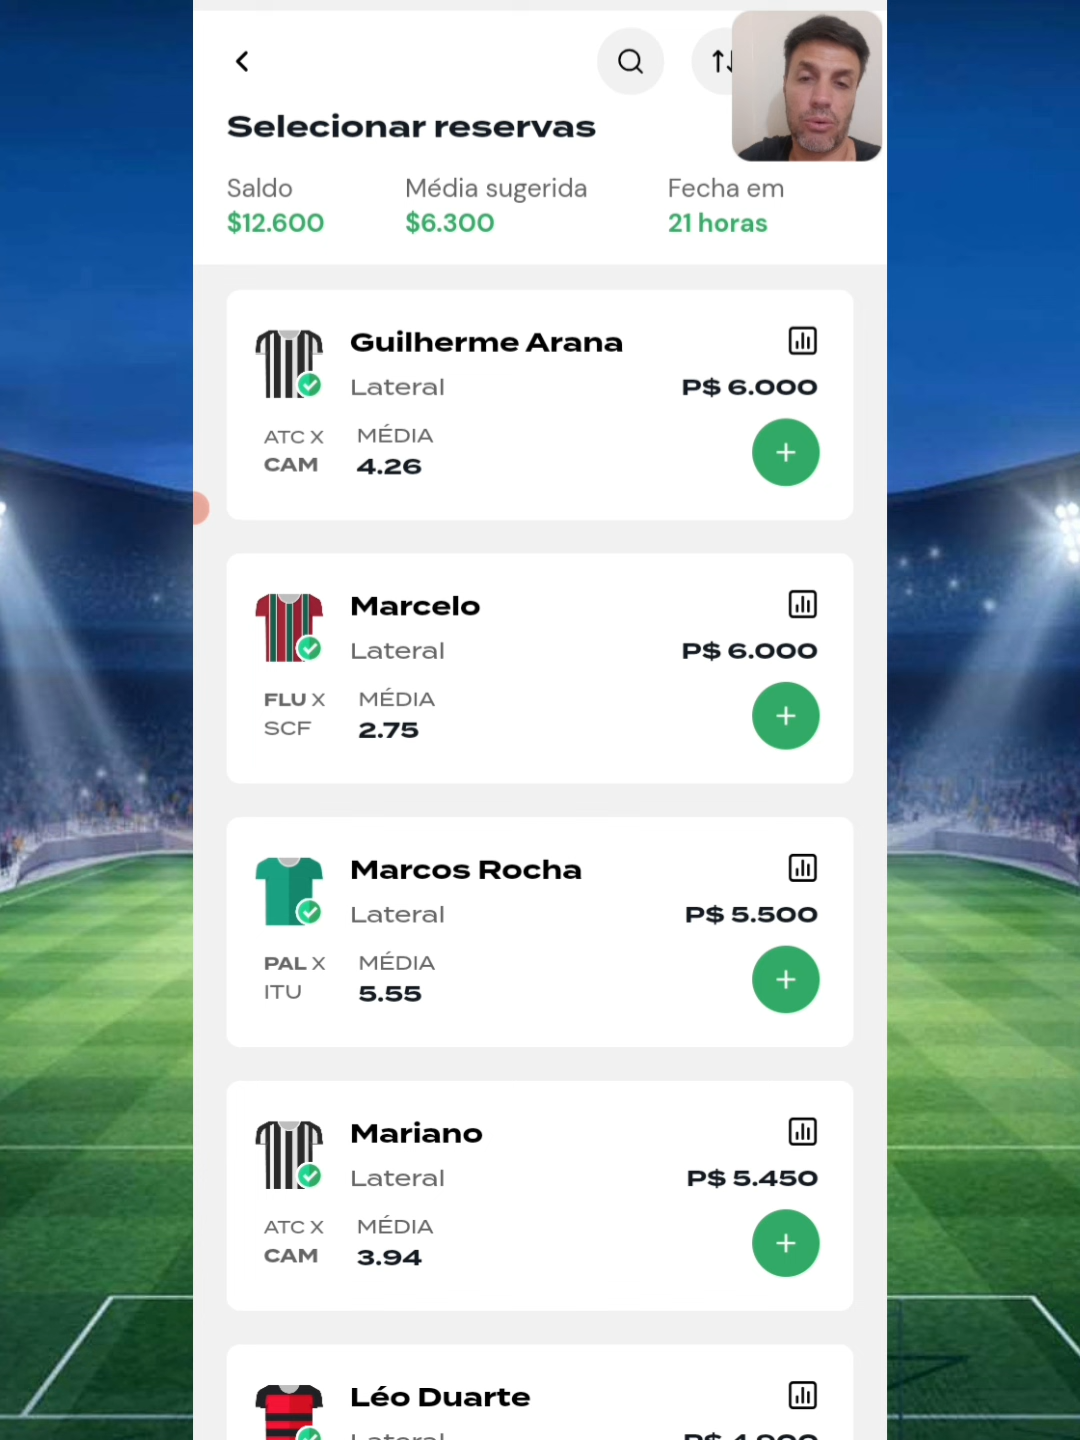 Selecionar reservas
Saldo Média sugerida Fecha em
$12.600 $6.300 21 horas
Guilherme Arana
Lateral P$ 6.000
ATC X MÉDIA
CAM 4.26
Marcelo
Lateral P$ 6.000
FLU X MÉDIA
SCF 2.75
Marcos Rocha
Lateral P$ 5.500
PAL X MÉDIA
ITU 5.55
Mariano
Lateral P$ 5.450
ATC X MÉDIA
CAM 3.94
Léo Duarte
Lateral